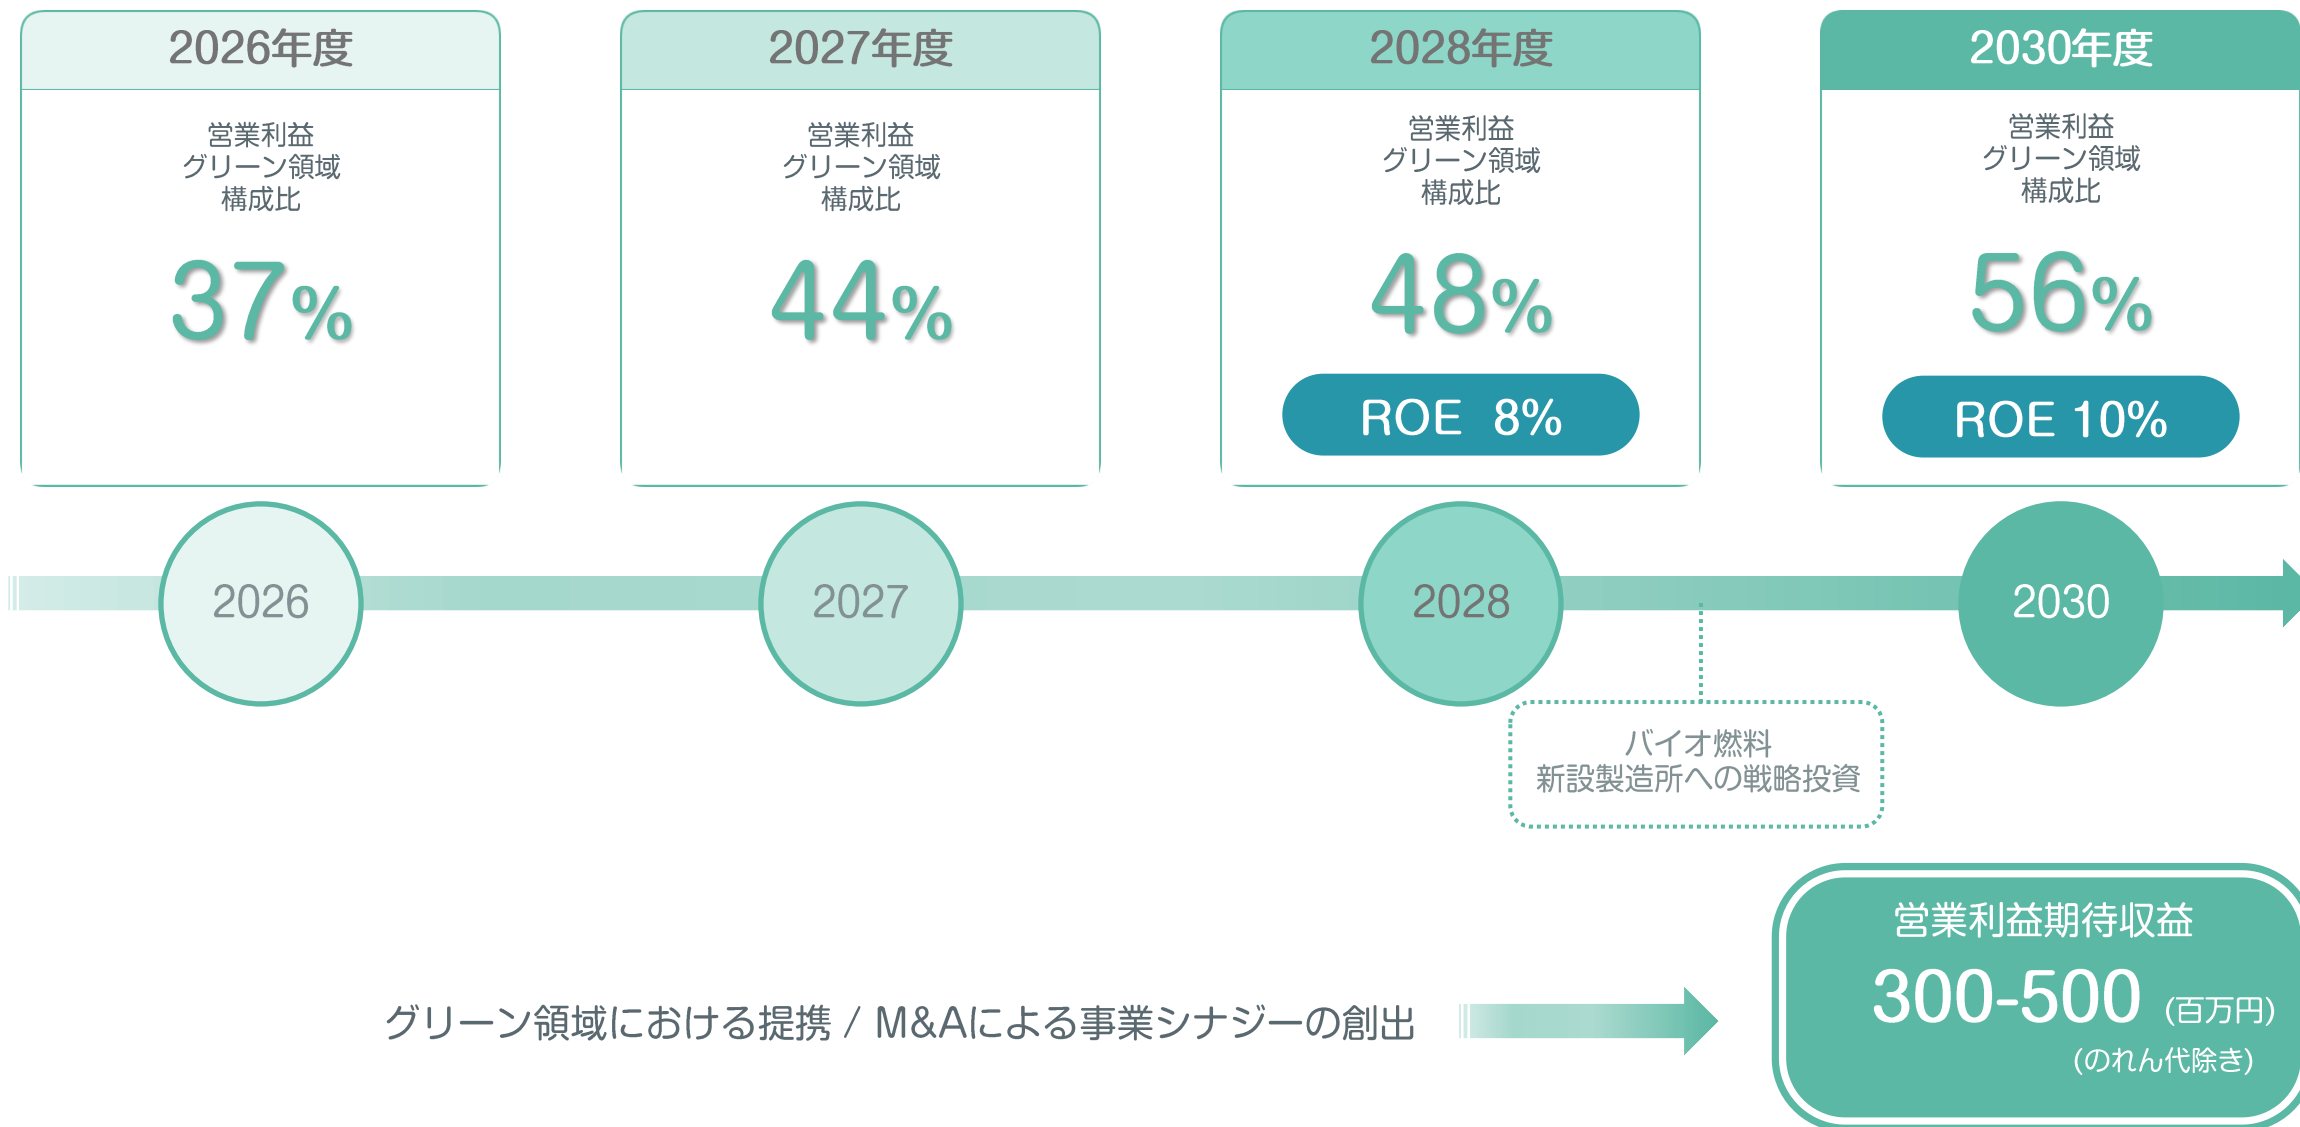 2026年度
営業利益
グリーン領域
構成比
37%
2027年度
営業利益
グリーン領域
構成比
44%
2028年度
営業利益
グリーン領域
構成比
48%
ROE 8%
2030年度
営業利益
グリーン領域
構成比
56%
ROE 10%
2026
2027
2028
2030
バイオ燃料
新設製造所への戦略投資
グリーン領域における提携 / M&Aによる事業シナジーの創出
営業利益期待収益
300-500 (百万円)
(のれん代除き)